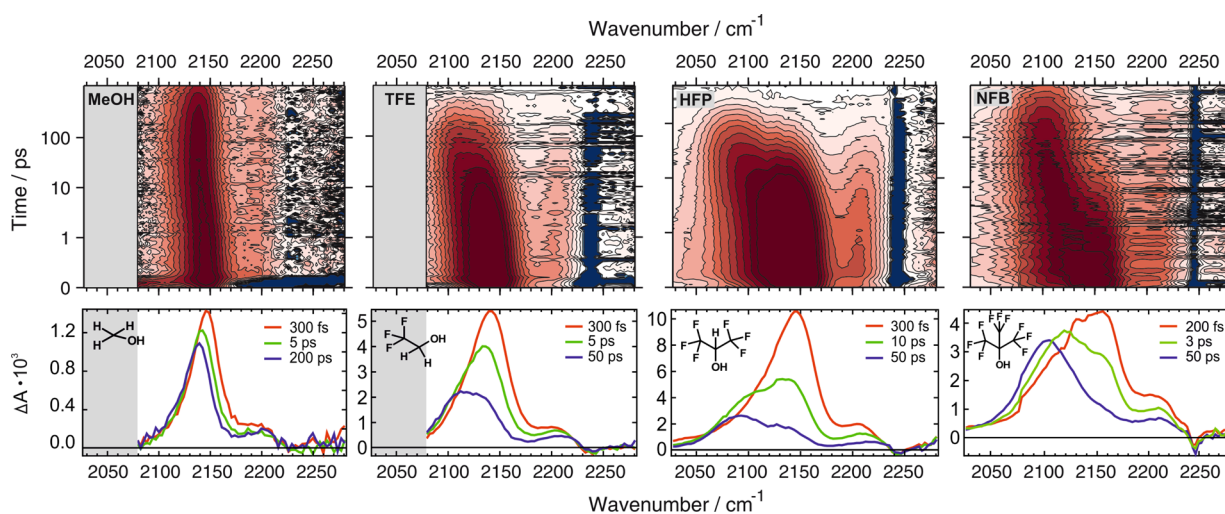 Wavenumber / cm-1
2050 2100 2150 2200 2250
2050 2100 2150 2200 2250
2050 2100 2150 2200 2250
2050 2100 2150 2200 2250
MeOH
TFE
HFP
NFB
Time / ps
100
10
1
0
ΔA • 10³
1.2
0.8
0.4
0.0
H H
H OH
300 fs
5 ps
200 ps
5
4
3
2
1
0
F
F OH
F H H
300 fs
5 ps
50 ps
10
8
6
4
2
0
F H F
F F
F F
OH
300 fs
10 ps
50 ps
4
3
2
1
0
F F F
F F
F F
F F
OH
200 fs
3 ps
50 ps
2050 2100 2150 2200 2250
2050 2100 2150 2200 2250
2050 2100 2150 2200 2250
2050 2100 2150 2200 2250
Wavenumber / cm-1